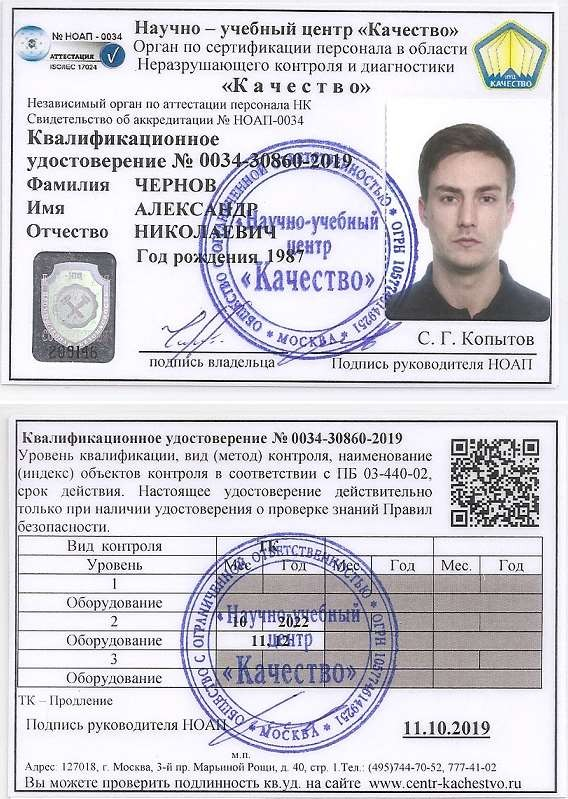 № НОАП - 0034
АТТЕСТАЦИЯ
ISO/IEC 17024
Научно – учебный центр «Качество»
Орган по сертификации персонала в области
Неразрушающего контроля и диагностики
«Качество»
НУЦ
КАЧЕСТВО
Независимый орган по аттестации персонала НК
Свидетельство об аккредитации № НОАП-0034
Квалификационное
удостоверение № 0034-30860-2019
Фамилия ЧЕРНОВ
Имя АЛЕКСАНДР
Отчество НИКОЛАЕВИЧ
Год рождения 1987
ОБЩЕСТВО С ОГРАНИЧЕННОЙ ОТВЕТСТВЕННОСТЬЮ * ОГРН 1057746149251 * МОСКВА *
«Научно-учебный
центр
«Качество»
С. Г. Копытов
подпись владельца Подпись руководителя НОАП
Квалификационное удостоверение № 0034-30860-2019
Уровень квалификации, вид (метод) контроля, наименование
(индекс) объектов контроля в соответствии с ПБ 03-440-02,
срок действия. Настоящее удостоверение действительно
только при наличии удостоверения о проверке знаний Правил
безопасности.
Вид контроля ТК
Уровень Мес Год Мес. Год Мес. Год
1
Оборудование
2 10 2022
Оборудование 11, 12
3
Оборудование
ОБЩЕСТВО С ОГРАНИЧЕННОЙ ОТВЕТСТВЕННОСТЬЮ * ОГРН 1057746149251 * МОСКВА *
«Научно-учебный
центр
«Качество»
ТК – Продление
Подпись руководителя НОАП 11.10.2019
м.п.
Адрес: 127018, г. Москва, 3-й пр. Марьиной Рощи, д. 40, стр. 1.Тел.: (495)744-70-52, 777-41-02
Вы можете проверить подлинность кв.уд. на сайте www.centr-kachestvo.ru